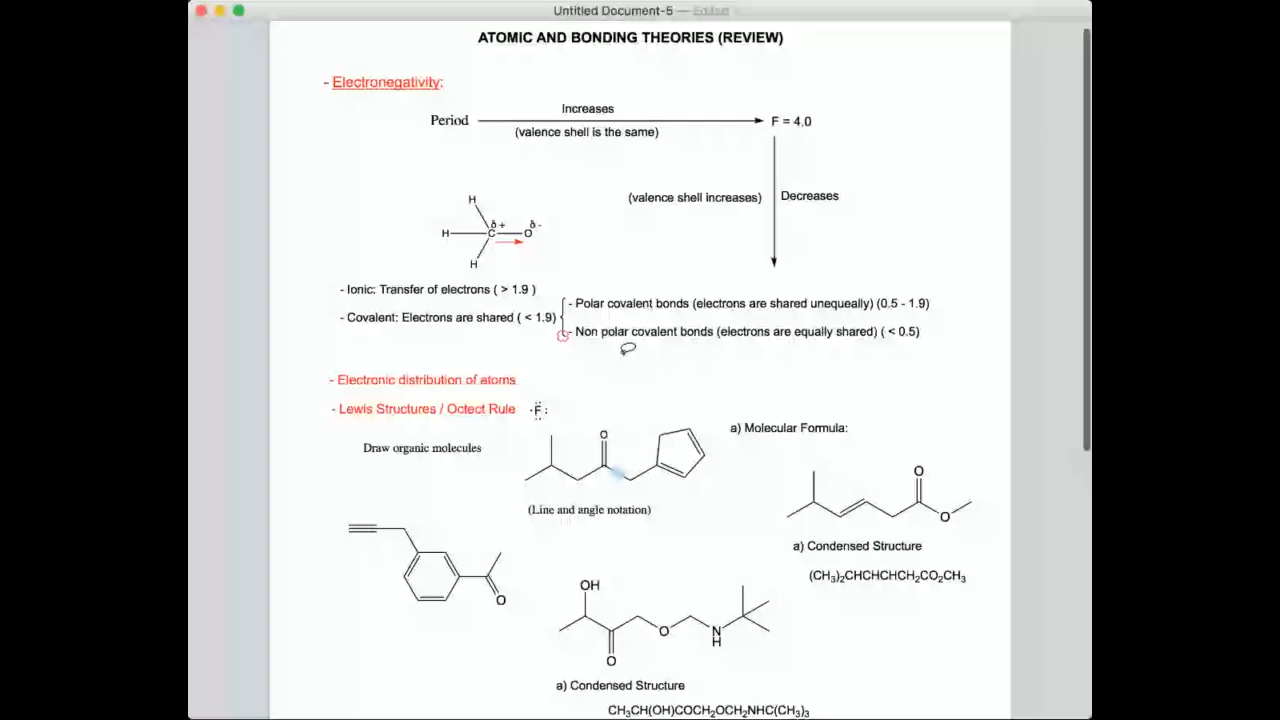 Untitled Document-5 — Edited
ATOMIC AND BONDING THEORIES (REVIEW)
- Electronegativity:
Increases
Period
F = 4.0
(valence shell is the same)
(valence shell increases)
Decreases
H
δ + δ -
H C O
H
- Ionic: Transfer of electrons ( > 1.9 )
- Polar covalent bonds (electrons are shared unequeally) (0.5 - 1.9)
- Covalent: Electrons are shared ( < 1.9)
- Non polar covalent bonds (electrons are equally shared) ( < 0.5)
- Electronic distribution of atoms
- Lewis Structures / Octect Rule
F
a) Molecular Formula:
O
Draw organic molecules
O
O
(Line and angle notation)
a) Condensed Structure
(CH₃)₂CHCHCHCH₂CO₂CH₃
OH
O
O
N
H
O
a) Condensed Structure
CH₃CH(OH)COCH₂OCH₂NHC(CH₃)₃